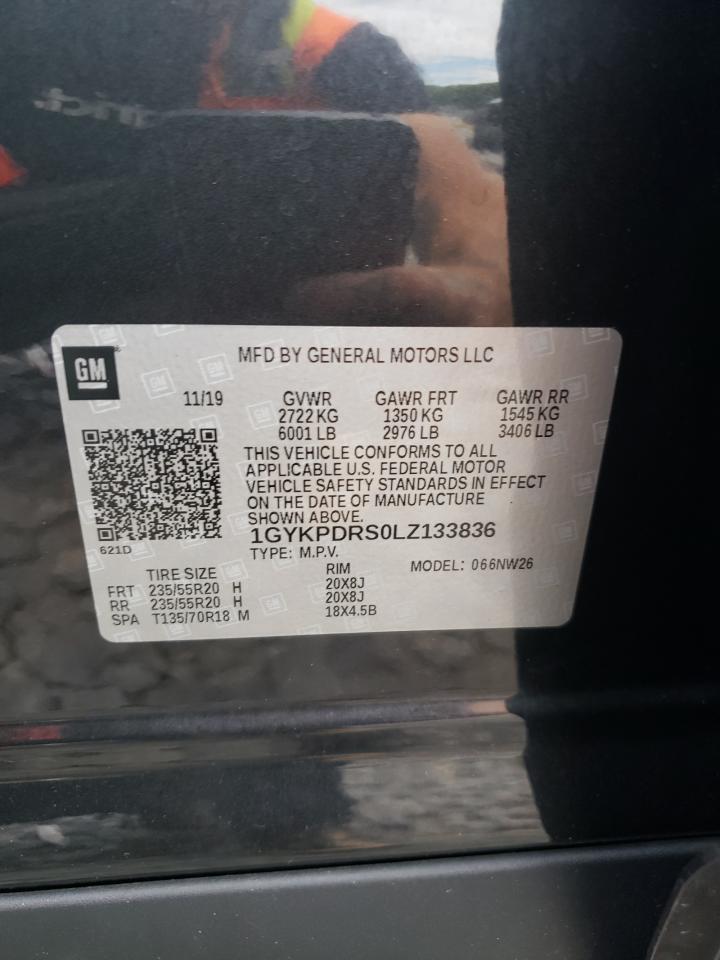 GM
MFD BY GENERAL MOTORS LLC
11/19 GVWR GAWR FRT GAWR RR
2722 KG 1350 KG 1545 KG
6001 LB 2976 LB 3406 LB
THIS VEHICLE CONFORMS TO ALL
APPLICABLE U.S. FEDERAL MOTOR
VEHICLE SAFETY STANDARDS IN EFFECT
ON THE DATE OF MANUFACTURE
SHOWN ABOVE.
1GYKPDRS0LZ133836
621D
TYPE: M.P.V.
MODEL: 066NW26
TIRE SIZE RIM
FRT 235/55R20 H 20X8J
RR 235/55R20 H 20X8J
SPA T135/70R18 M 18X4.5B